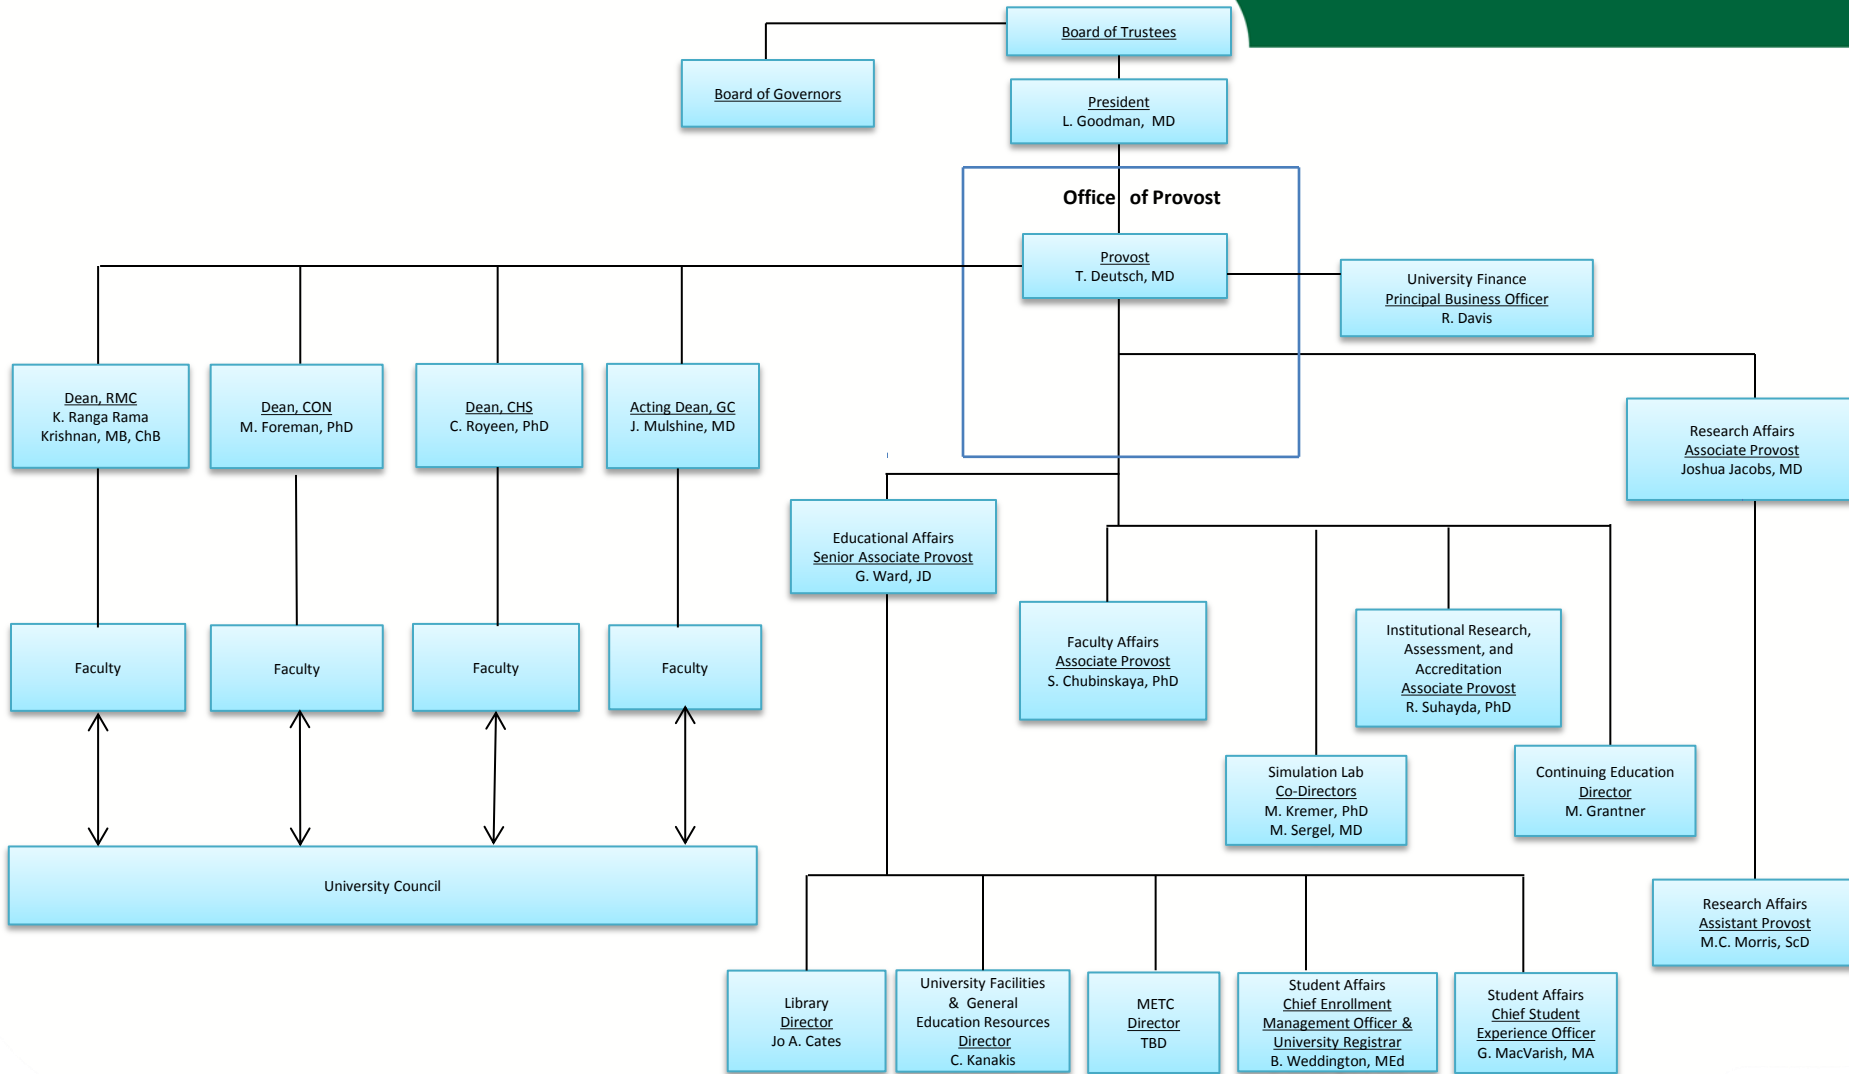 Board of Trustees
Board of Governors
President
L. Goodman, MD
Office of Provost
Provost
T. Deutsch, MD
University Finance
Principal Business Officer
R. Davis
Dean, RMC
K. Ranga Rama
Krishnan, MB, ChB
Dean, CON
M. Foreman, PhD
Dean, CHS
C. Royeen, PhD
Acting Dean, GC
J. Mulshine, MD
Research Affairs
Associate Provost
Joshua Jacobs, MD
Educational Affairs
Senior Associate Provost
G. Ward, JD
Faculty Affairs
Associate Provost
S. Chubinskaya, PhD
Institutional Research,
Assessment, and
Accreditation
Associate Provost
R. Suhayda, PhD
Faculty
Faculty
Faculty
Faculty
Simulation Lab
Co-Directors
M. Kremer, PhD
M. Sergel, MD
Continuing Education
Director
M. Grantner
University Council
Research Affairs
Assistant Provost
M.C. Morris, ScD
Library
Director
Jo A. Cates
University Facilities
& General
Education Resources
Director
C. Kanakis
METC
Director
TBD
Student Affairs
Chief Enrollment
Management Officer &
University Registrar
B. Weddington, MEd
Student Affairs
Chief Student
Experience Officer
G. MacVarish, MA